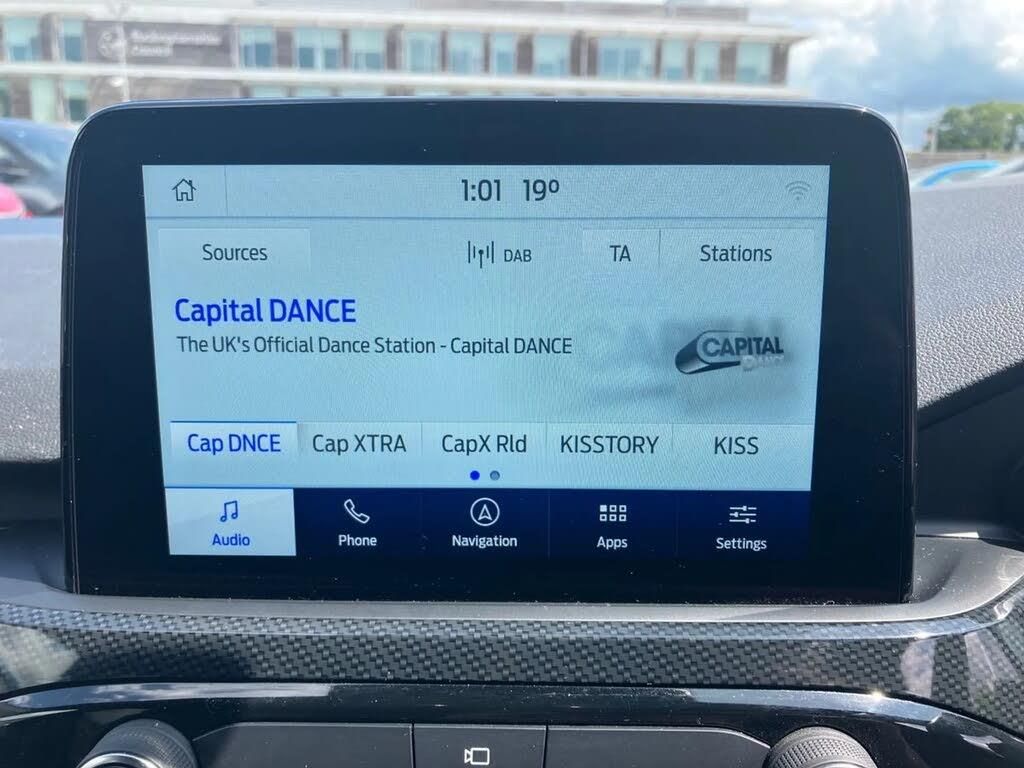 1:01 19º
Sources DAB TA Stations
Capital DANCE
The UK's Official Dance Station - Capital DANCE
CAPITAL
DANCE
Cap DNCE Cap XTRA CapX Rld KISSTORY KISS
Audio Phone Navigation Apps Settings